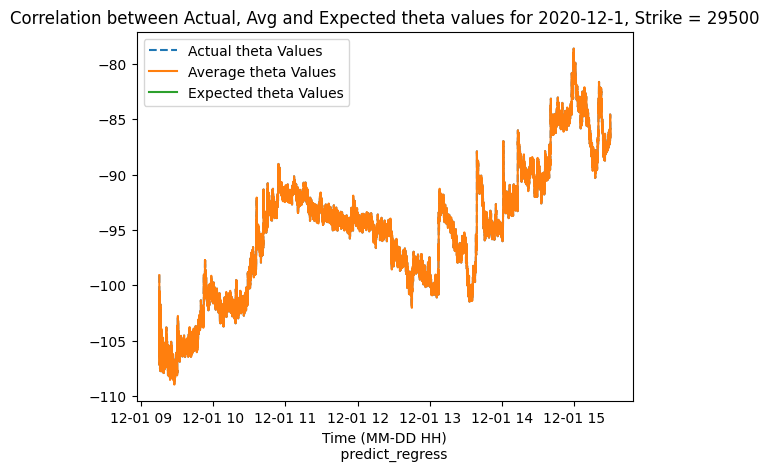 Correlation between Actual, Avg and Expected theta values for 2020-12-1, Strike = 29500
Actual theta Values
Average theta Values
Expected theta Values
−80
−85
−90
−95
−100
−105
−110
12-01 09 12-01 10 12-01 11 12-01 12 12-01 13 12-01 14 12-01 15
Time (MM-DD HH)
predict_regress